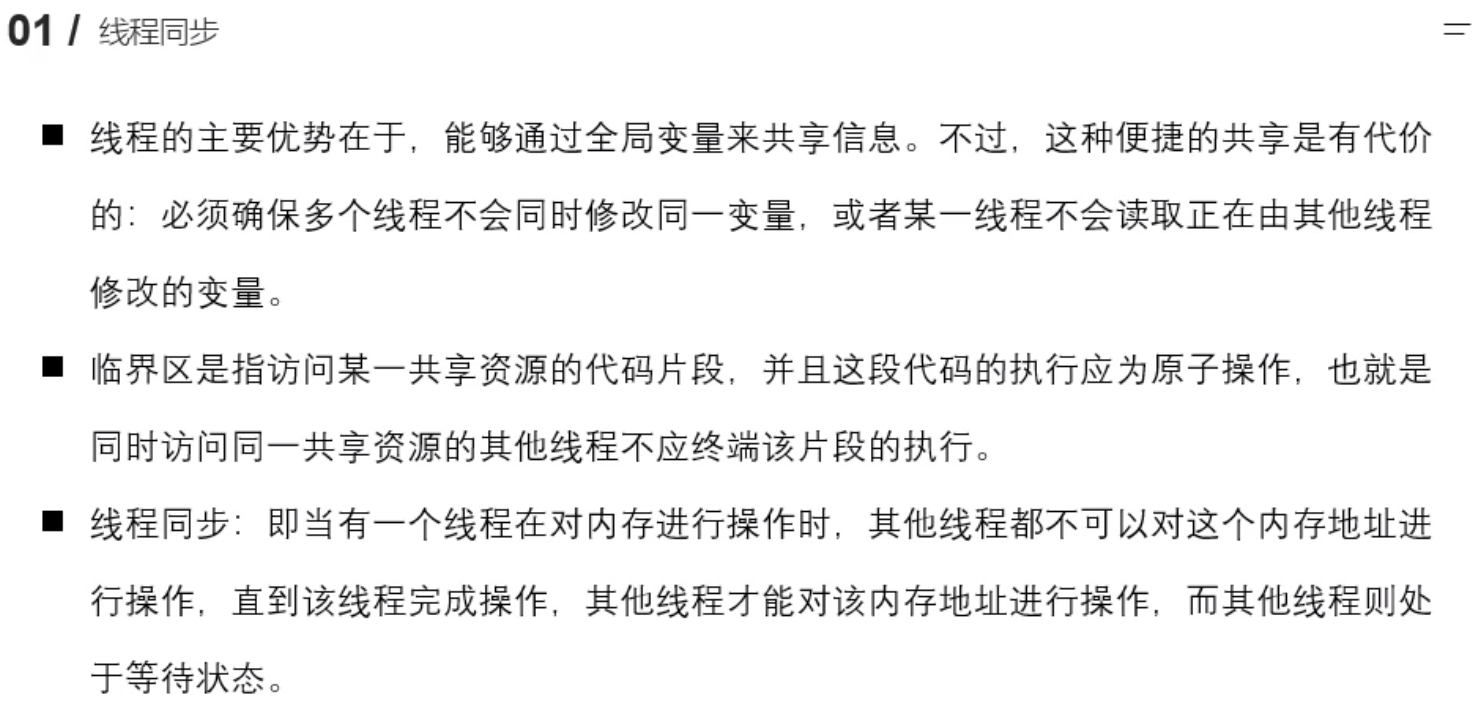 01 / 线程同步
■ 线程的主要优势在于，能够通过全局变量来共享信息。不过，这种便捷的共享是有代价
的：必须确保多个线程不会同时修改同一变量，或者某一线程不会读取正在由其他线程
修改的变量。
■ 临界区是指访问某一共享资源的代码片段，并且这段代码的执行应为原子操作，也就是
同时访问同一共享资源的其他线程不应终端该片段的执行。
■ 线程同步：即当有一个线程在对内存进行操作时，其他线程都不可以对这个内存地址进
行操作，直到该线程完成操作，其他线程才能对该内存地址进行操作，而其他线程则处
于等待状态。